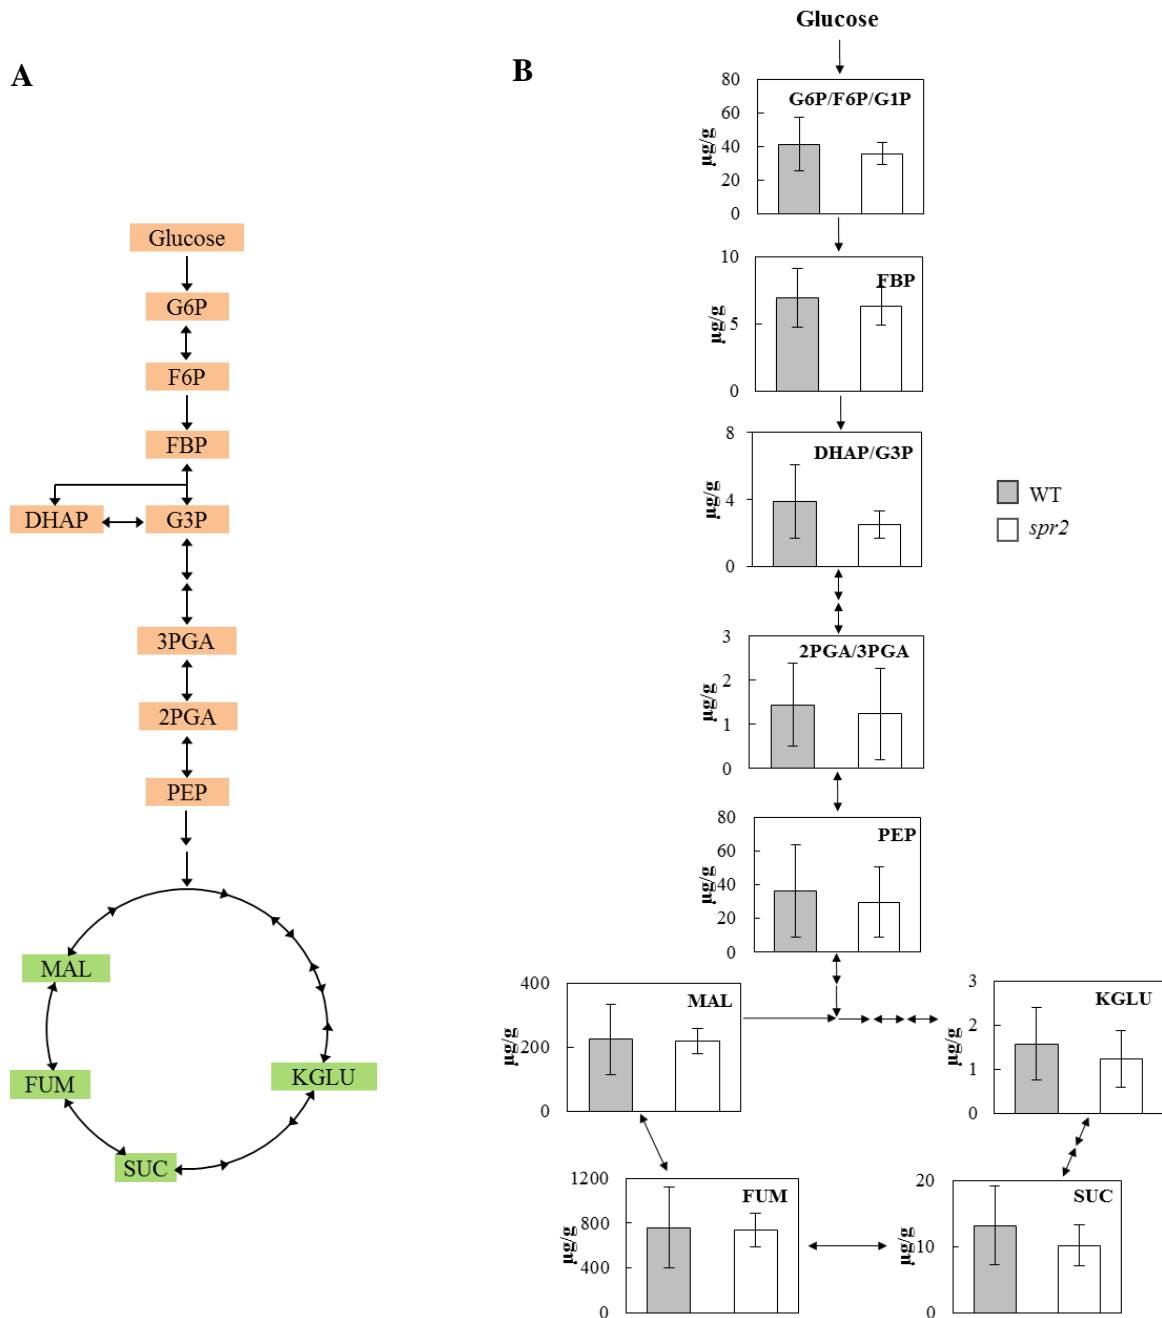 A
Glucose
G6P
F6P
FBP
DHAP
G3P
3PGA
2PGA
PEP
MAL
FUM
SUC
KGLU
B
Glucose
G6P/F6P/G1P
µg/g
80
60
40
20
0
FBP
µg/g
10
5
0
DHAP/G3P
µg/g
8
4
0
WT
spr2
2PGA/3PGA
µg/g
3
2
1
0
PEP
µg/g
80
60
40
20
0
MAL
µg/g
400
200
0
KGLU
µg/g
3
2
1
0
FUM
µg/g
1200
800
400
0
SUC
µg/g
20
10
0